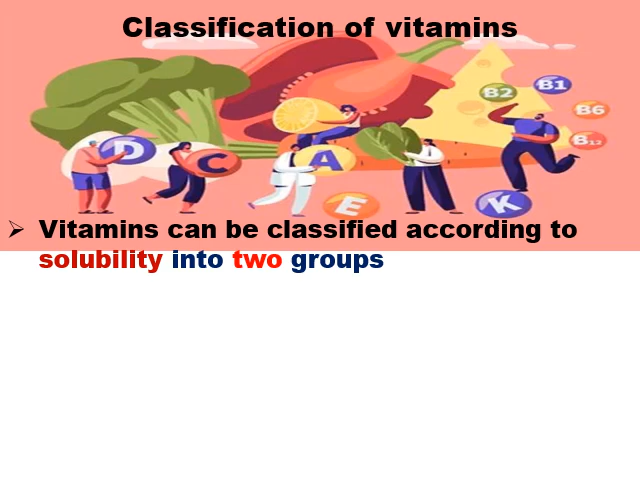 Classification of vitamins
B2
B1
B6
B12
D
C
A
E
K
➢ Vitamins can be classified according to
solubility into two groups